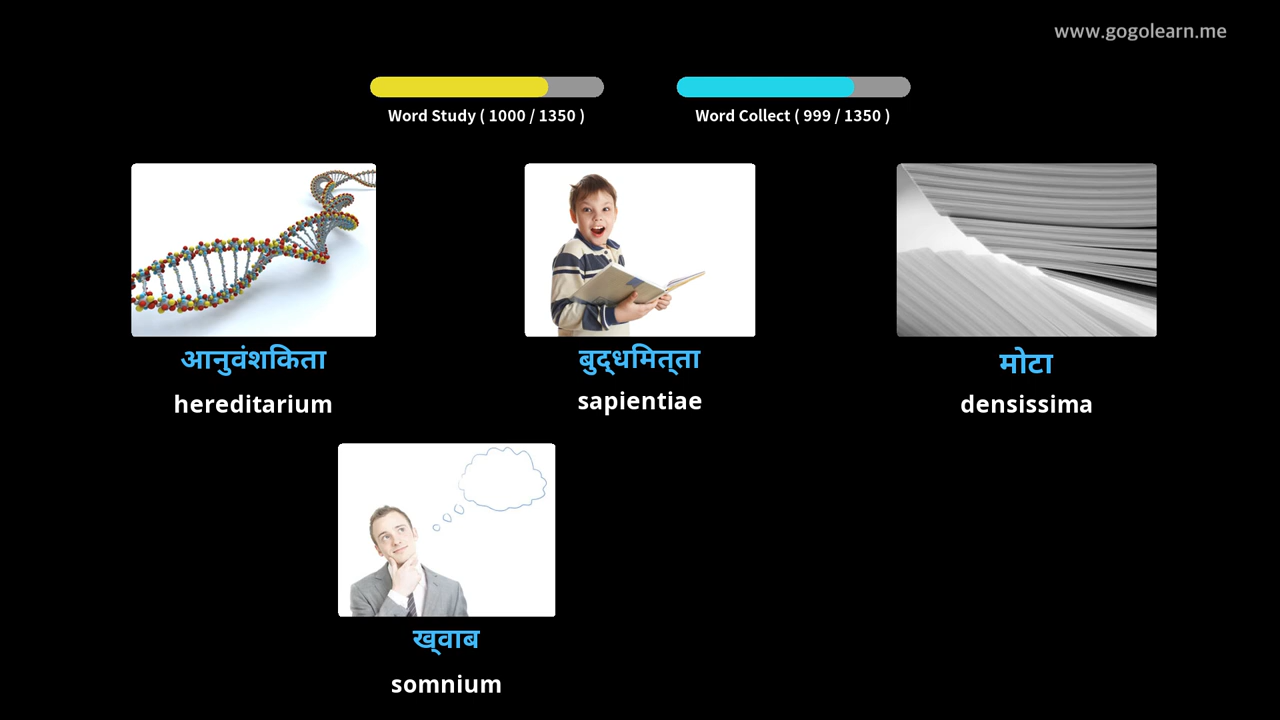 www.gogolearn.me
Word Study ( 1000 / 1350 )
Word Collect ( 999 / 1350 )
आनुवंशकिता
बुद्धमित्ता
मोटा
hereditarium
sapientiae
densissima
ख्वाब
somnium